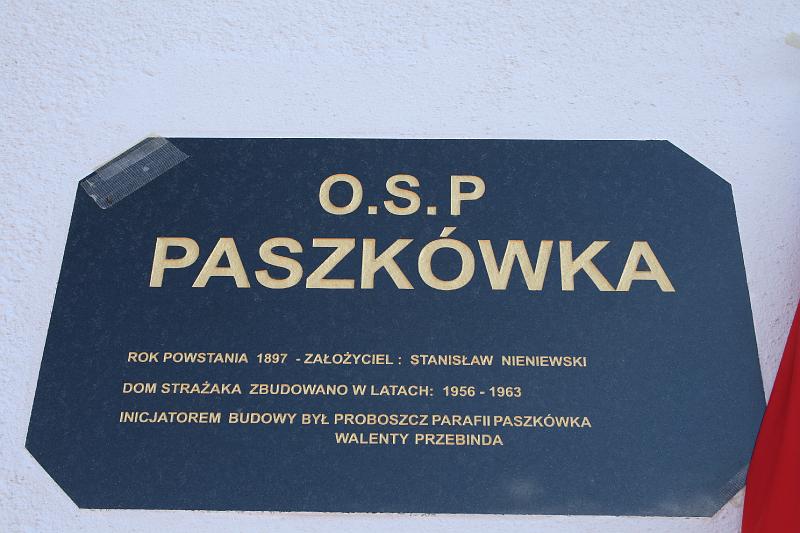 O.S.P
PASZKÓWKA
ROK POWSTANIA 1897 - ZAŁOŻYCIEL : STANISŁAW NIENIEWSKI
DOM STRAŻAKA ZBUDOWANO W LATACH: 1956 - 1963
INICJATOREM BUDOWY BYŁ PROBOSZCZ PARAFII PASZKÓWKA
WALENTY PRZEBINDA